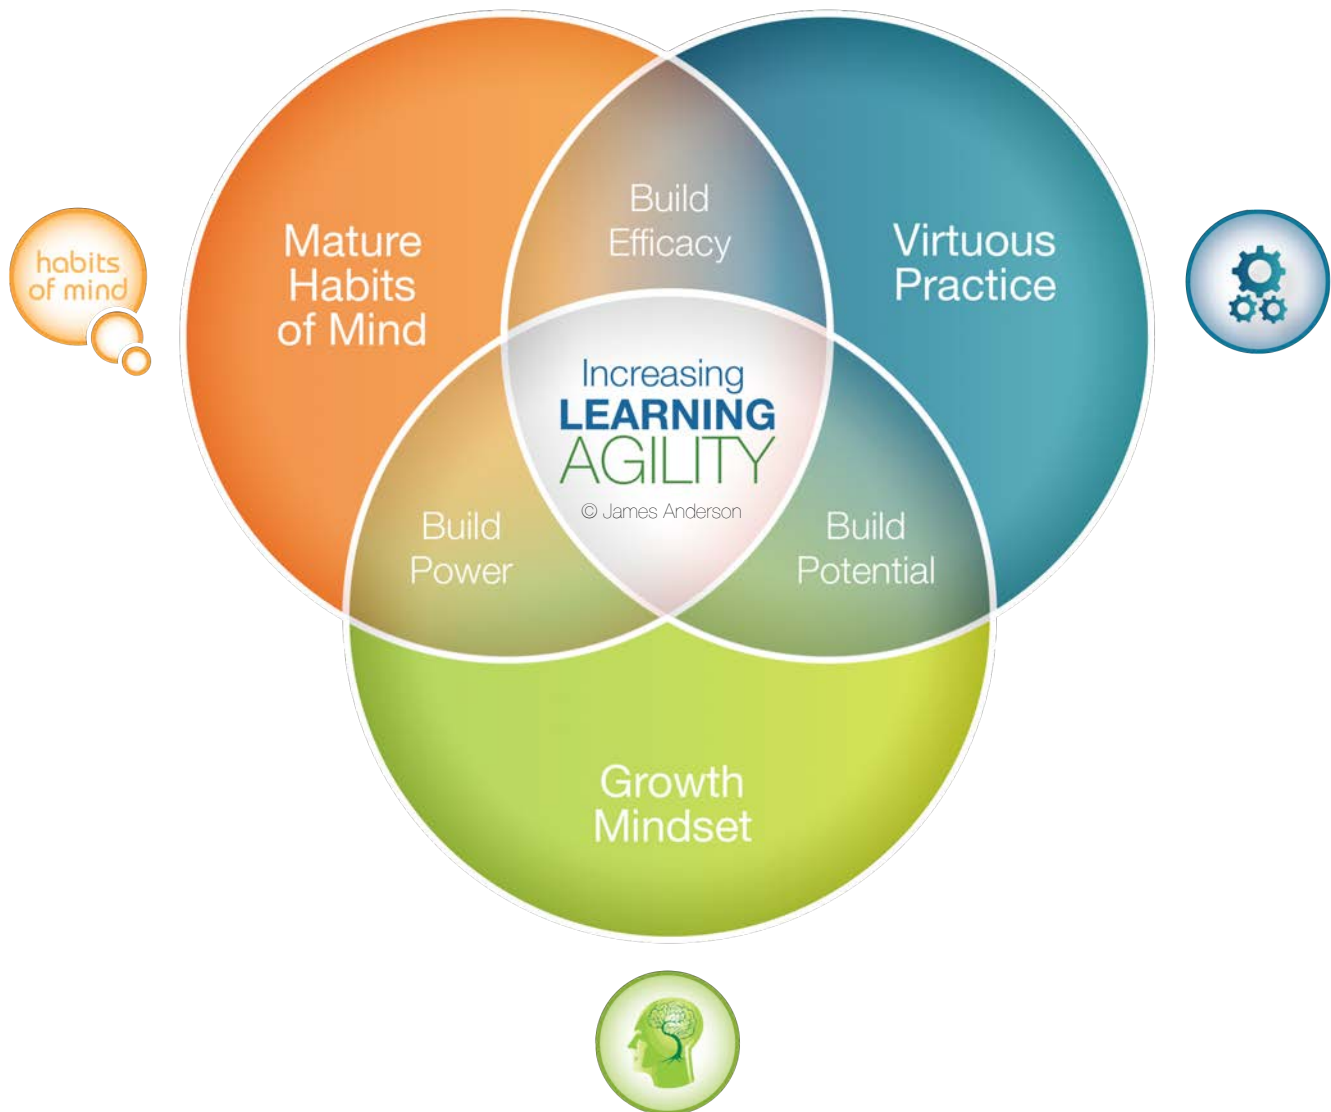 Build
Efficacy
Mature
Habits
of Mind
Virtuous
Practice
habits
of mind
Increasing
LEARNING
AGILITY
© James Anderson
Build
Power
Build
Potential
Growth
Mindset